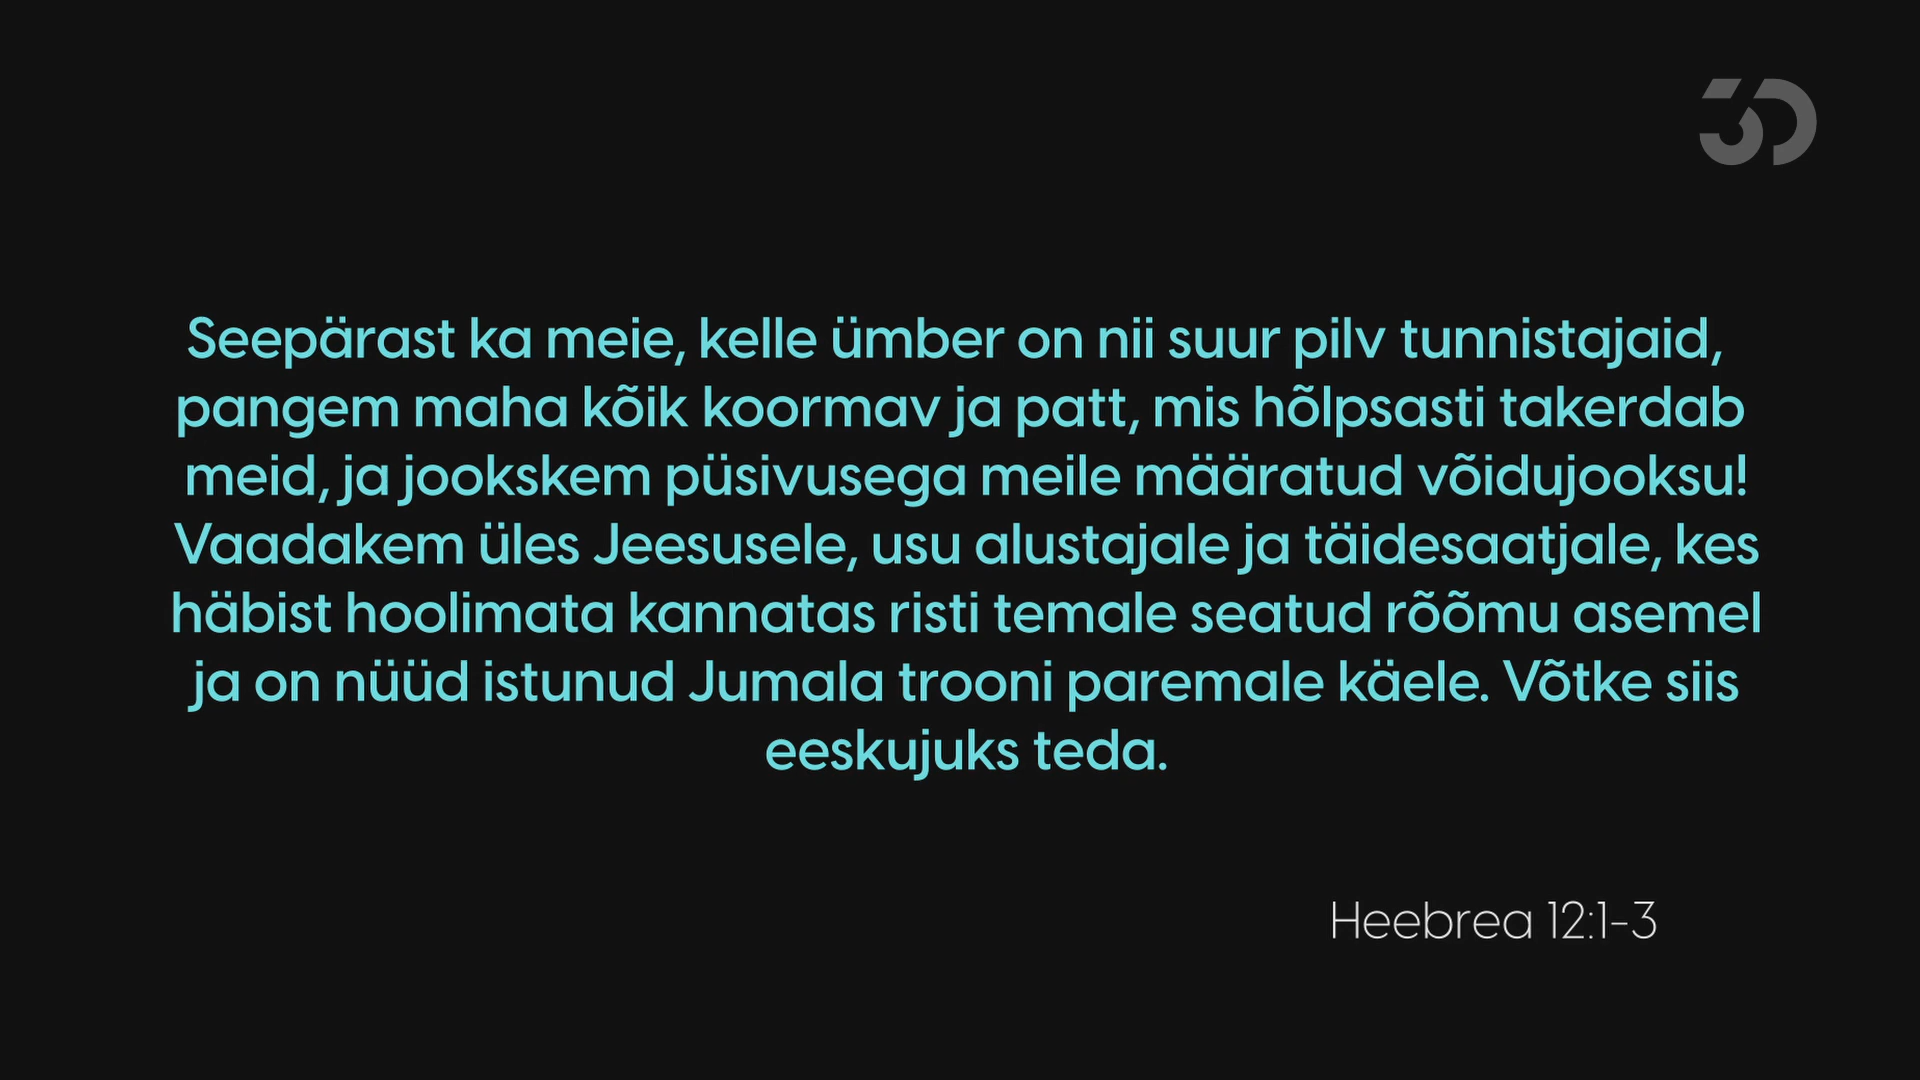 3D
Seepärast ka meie, kelle ümber on nii suur pilv tunnistajaid,
pangem maha kõik koormav ja patt, mis hõlpsasti takerdab
meid, ja jookskem püsivusega meile määratud võidujooksu!
Vaadakem üles Jeesusele, usu alustajale ja täidesaatjale, kes
häbist hoolimata kannatas risti temale seatud rõõmu asemel
ja on nüüd istunud Jumala trooni paremale käele. Võtke siis
eeskujuks teda.
Heebrea 12:1-3